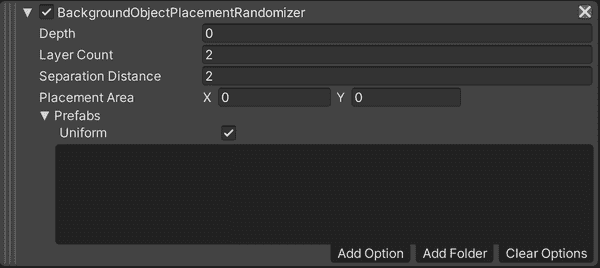 BackgroundObjectPlacementRandomizer
Depth 0
Layer Count 2
Separation Distance 2
Placement Area X 0 Y 0
Prefabs
Uniform
Add Option Add Folder Clear Options